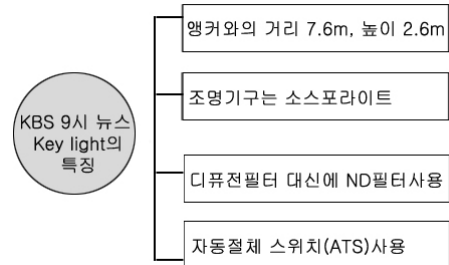 KBS 9시 뉴스
Key light의
특징
앵커와의 거리 7.6m, 높이 2.6m
조명기구는 소스포라이트
디퓨전필터 대신에 ND필터사용
자동절체 스위치(ATS)사용